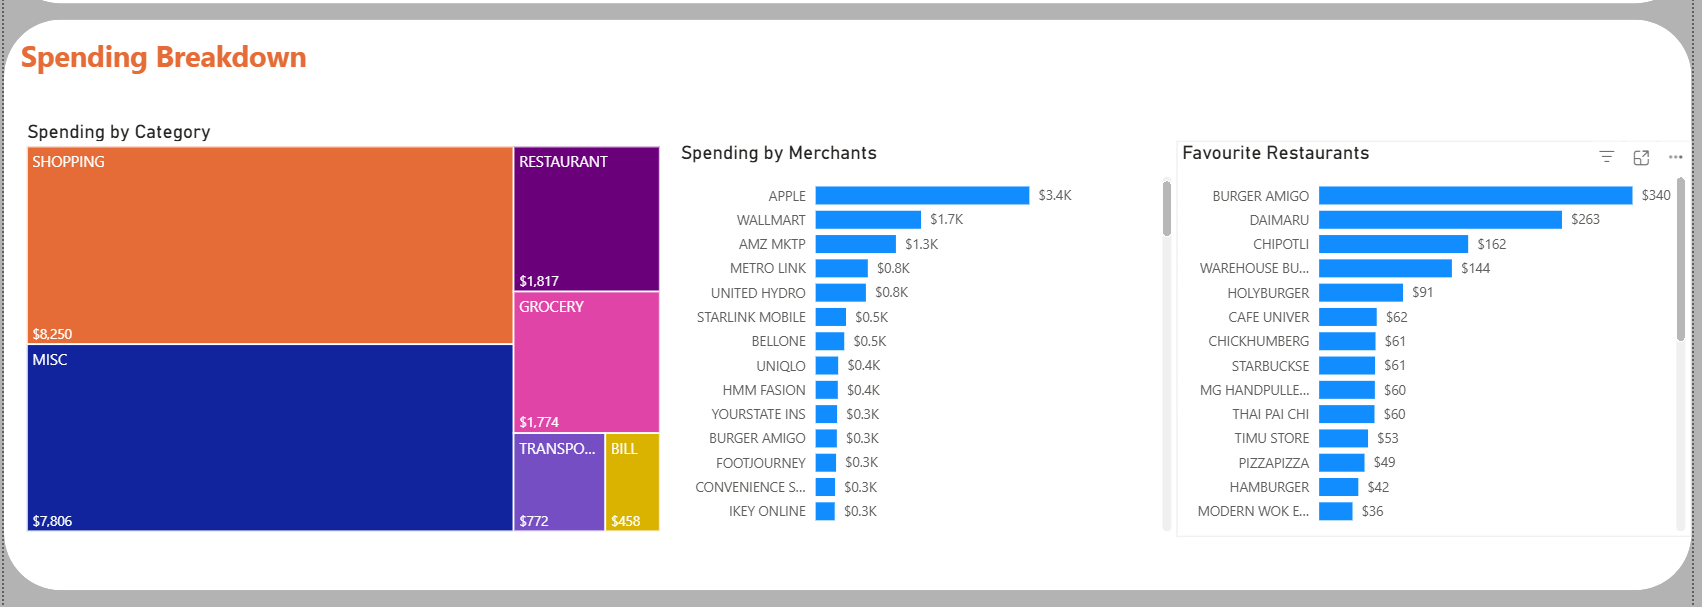 Spending Breakdown
Spending by Category
SHOPPING
$8,250
MISC
$7,806
RESTAURANT
$1,817
GROCERY
$1,774
TRANSPO...
$772
BILL
$458
Spending by Merchants
APPLE $3.4K
WALLMART $1.7K
AMZ MKTP $1.3K
METRO LINK $0.8K
UNITED HYDRO $0.8K
STARLINK MOBILE $0.5K
BELLONE $0.5K
UNIQLO $0.4K
HMM FASION $0.4K
YOURSTATE INS $0.3K
BURGER AMIGO $0.3K
FOOTJOURNEY $0.3K
CONVENIENCE S... $0.3K
IKEY ONLINE $0.3K
Favourite Restaurants
BURGER AMIGO $340
DAIMARU $263
CHIPOTLI $162
WAREHOUSE BU... $144
HOLYBURGER $91
CAFE UNIVER $62
CHICKHUMBERG $61
STARBUCKSE $61
MG HANDPULLE... $60
THAI PAI CHI $60
TIMU STORE $53
PIZZAPIZZA $49
HAMBURGER $42
MODERN WOK E... $36